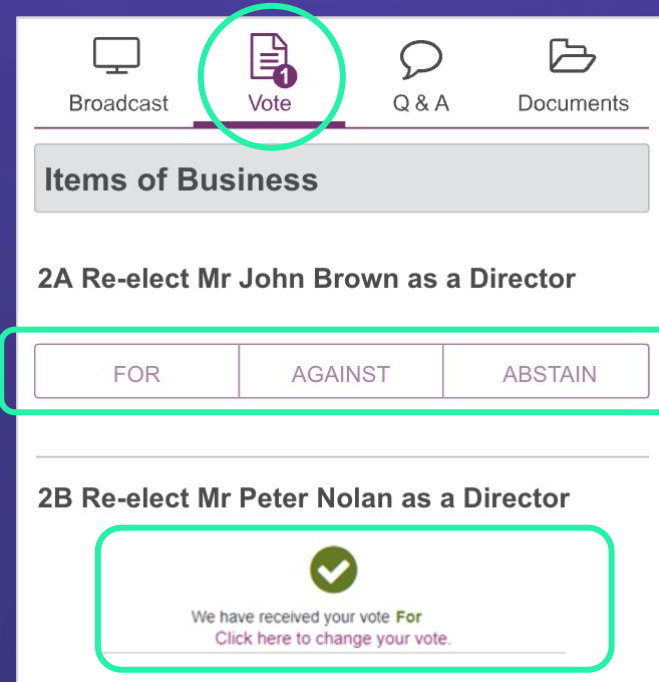 1
Broadcast Vote Q & A Documents
Items of Business
2A Re-elect Mr John Brown as a Director
FOR AGAINST ABSTAIN
2B Re-elect Mr Peter Nolan as a Director
We have received your vote For
Click here to change your vote.